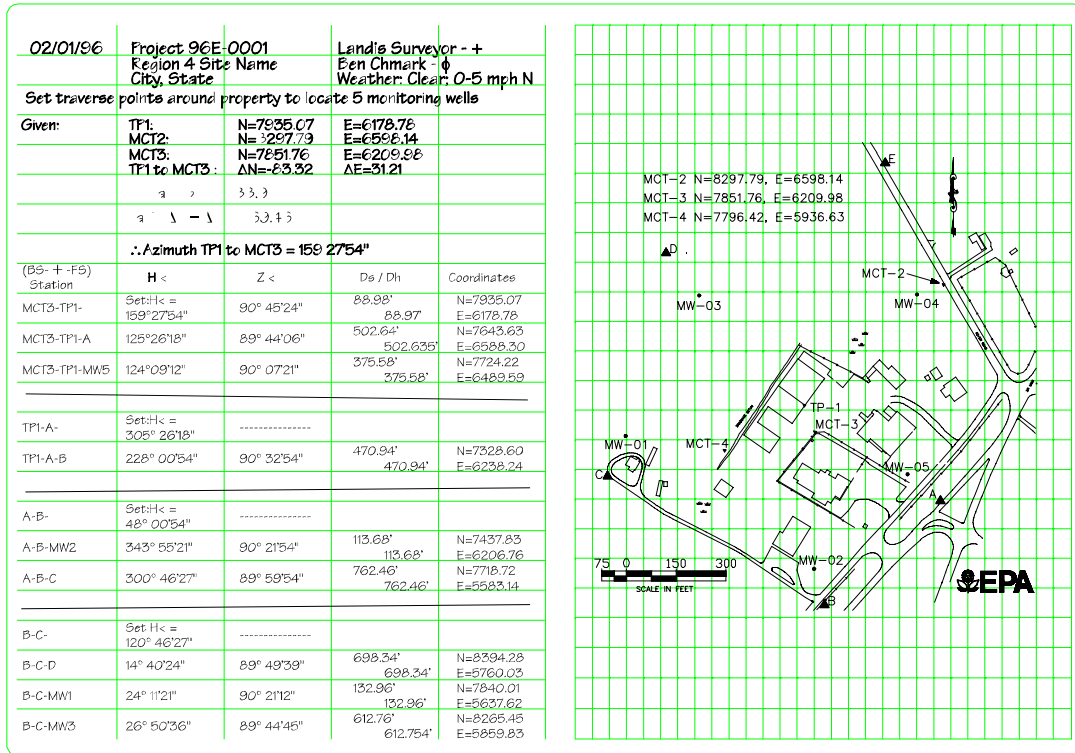 02/01/96 Project 96E-0001 Landis Surveyor - +
Region 4 Site Name Ben Chmark - ϕ
City, State Weather: Clear; 0-5 mph N
Set traverse points around property to locate 5 monitoring wells
Given: TP1: N=7935.07 E=6178.78
MCT2: N= 3297.79 E=6598.14
MCT3: N=7851.76 E=6209.98
TP1 to MCT3 : ΔN=-83.32 ΔE=31.21
∴Azimuth TP1 to MCT3 = 159 27'54"
(BS- + -FS) Station H < Z < Ds / Dh Coordinates
MCT3-TP1- Set:H< = 159°27'54" 90° 45'24" 88.98' 88.97' N=7935.07 E=6178.78
MCT3-TP1-A 125°26'18" 89° 44'06" 502.64' 502.635' N=7643.63 E=6588.30
MCT3-TP1-MW5 124°09'12" 90° 07'21" 375.58' 375.58' N=7724.22 E=6489.59
TP1-A- Set:H< = 305° 26'18" --------------
TP1-A-B 228° 00'54" 90° 32'54" 470.94' 470.94' N=7328.60 E=6238.24
A-B- Set:H< = 48° 00'54" --------------
A-B-MW2 343° 55'21" 90° 21'54" 113.68' 113.68' N=7437.83 E=6206.76
A-B-C 300° 46'27" 89° 59'54" 762.46' 762.46' N=7718.72 E=5583.14
B-C- Set H< = 120° 46'27" --------------
B-C-D 14° 40'24" 89° 49'39" 698.34' 698.34' N=8394.28 E=5760.03
B-C-MW1 24° 11'21" 90° 21'12" 132.96' 132.96' N=7840.01 E=5637.62
B-C-MW3 26° 50'36" 89° 44'45" 612.76' 612.754' N=8265.45 E=5859.83
E
MCT-2 N=8297.79, E=6598.14
MCT-3 N=7851.76, E=6209.98
MCT-4 N=7796.42, E=5936.63
D
MCT-2
MW-03
MW-04
TP-1
MCT-3
MCT-4
MW-01
MW-05
C
A
MW-02
75 0 150 300
SCALE IN FEET
B
EPA